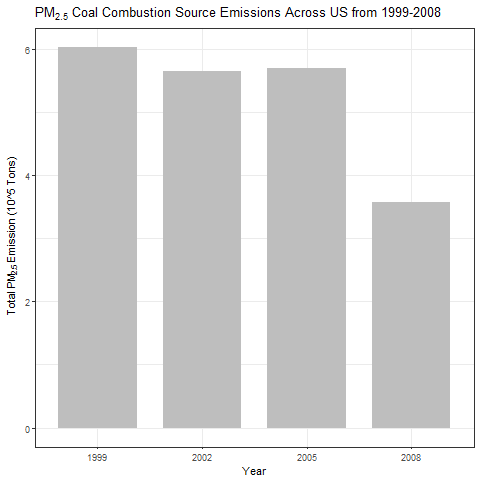 PM2.5 Coal Combustion Source Emissions Across US from 1999-2008
Total PM2.5 Emission (10^5 Tons)
6
4
2
0
1999 2002 2005 2008
Year